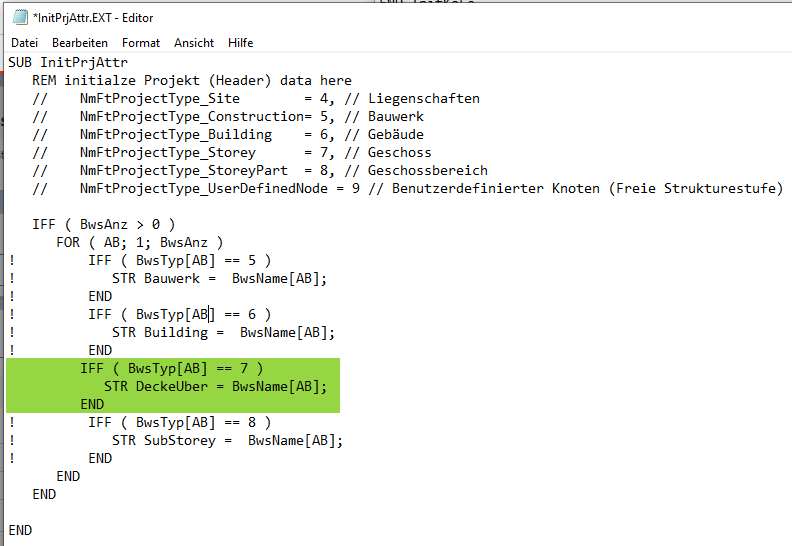 END InitKoLe
*InitPrjAttr.EXT - Editor
Datei Bearbeiten Format Ansicht Hilfe
SUB InitPrjAttr
REM initialze Projekt (Header) data here
// NmFtProjectType_Site = 4, // Liegenschaften
// NmFtProjectType_Construction= 5, // Bauwerk
// NmFtProjectType_Building = 6, // Gebäude
// NmFtProjectType_Storey = 7, // Geschoss
// NmFtProjectType_StoreyPart = 8, // Geschossbereich
// NmFtProjectType_UserDefinedNode = 9 // Benutzerdefinierter Knoten (Freie Strukturestufe)
IFF ( BwsAnz > 0 )
FOR ( AB; 1; BwsAnz )
! IFF ( BwsTyp[AB] == 5 )
! STR Bauwerk = BwsName[AB];
! END
! IFF ( BwsTyp[AB] == 6 )
! STR Building = BwsName[AB];
! END
IFF ( BwsTyp[AB] == 7 )
STR DeckeUber = BwsName[AB];
END
! IFF ( BwsTyp[AB] == 8 )
! STR SubStorey = BwsName[AB];
! END
END
END
END